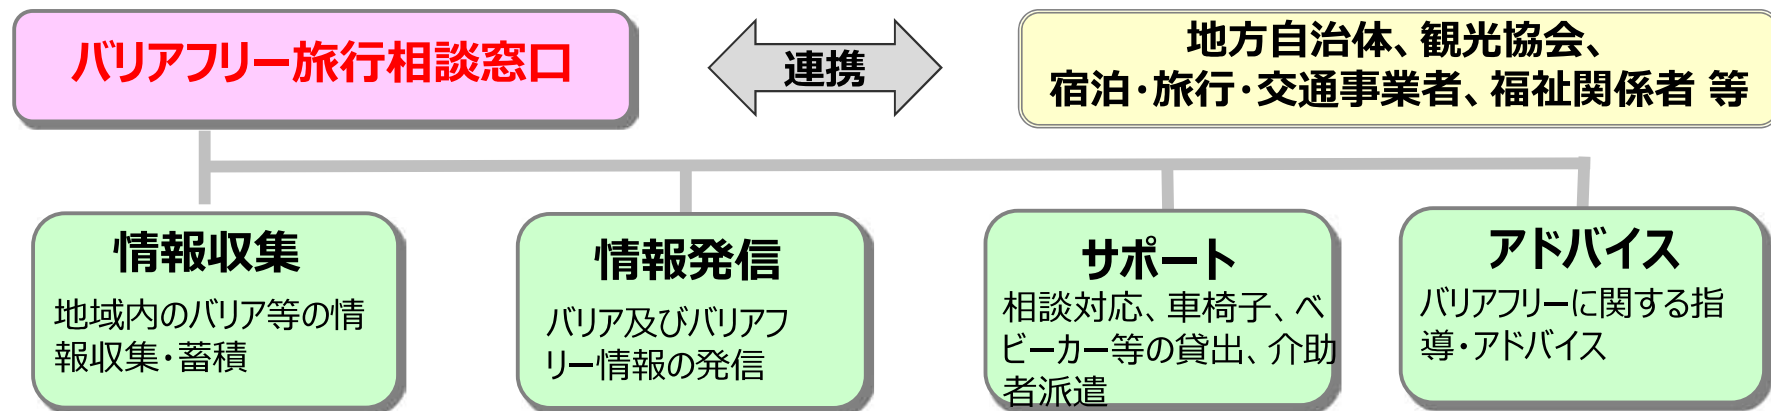 バリアフリー旅行相談窓口
連携
地方自治体、観光協会、
宿泊・旅行・交通事業者、福祉関係者 等
情報収集
地域内のバリア等の情
報収集・蓄積
情報発信
バリア及びバリアフ
リー情報の発信
サポート
相談対応、車椅子、ベ
ビーカー等の貸出、介助
者派遣
アドバイス
バリアフリーに関する指
導・アドバイス